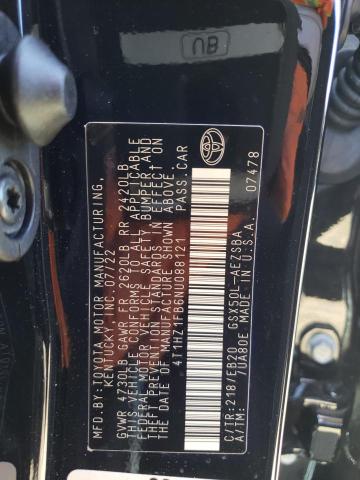 UB
MFD.BY:TOYOTA MOTOR MANUFACTURING,
KENTUCKY, INC. 07/22
GVWR 4730LB GAWR FR 2620LB RR 2420LB
THIS VEHICLE CONFORMS TO ALL APPLICABLE
FEDERAL MOTOR VEHICLE SAFETY, BUMPER AND
THEFT PREVENTION STANDARDS IN EFFECT ON
THE DATE OF MANUFACTURE SHOWN ABOVE.
4T1HZ1FB6NU088121 PASS.CAR
C/TR:218/EB20 GSX50L-AEZSBA
A/TM: /UA80E MADE IN U.S.A. 07478